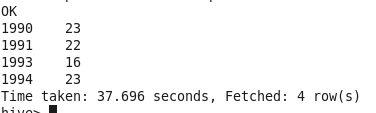 OK
1990    23
1991    22
1993    16
1994    23
Time taken: 37.696 seconds, Fetched: 4 row(s)
hive>